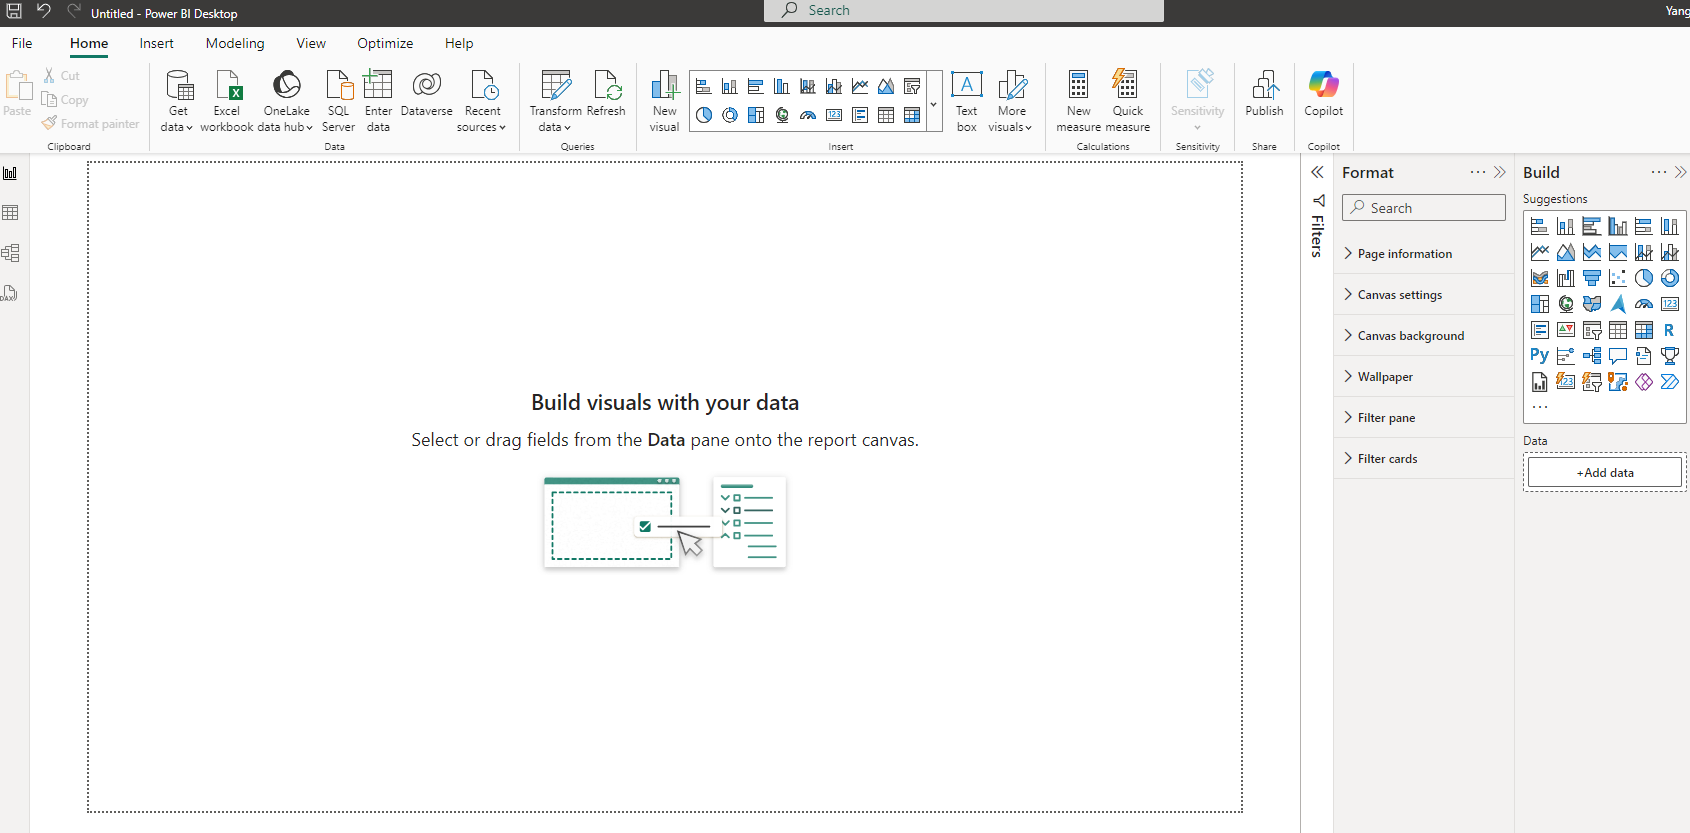 Untitled - Power BI Desktop
Search
Yang
File Home Insert Modeling View Optimize Help
Paste
Cut
Copy
Format painter
Clipboard
Get data
Excel workbook
OneLake data hub
SQL Server
Enter data
Dataverse
Recent sources
Data
Transform data
Refresh
Queries
New visual
Insert
Text box
More visuals
New measure
Quick measure
Calculations
Sensitivity
Sensitivity
Publish
Share
Copilot
Copilot
Build visuals with your data
Select or drag fields from the Data pane onto the report canvas.
Filters
Format
Search
Page information
Canvas settings
Canvas background
Wallpaper
Filter pane
Filter cards
Build
Suggestions
123
R
Py
123
Data
+Add data
DAX
A
123